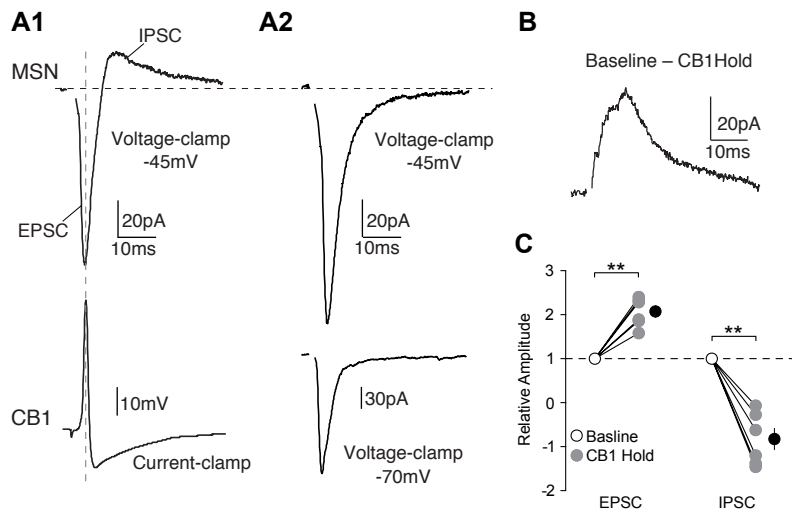 A1
IPSC
MSN
Voltage-clamp
-45mV
EPSC
20pA
10ms
10mV
CB1
Current-clamp
A2
Voltage-clamp
-45mV
20pA
10ms
30pA
Voltage-clamp
-70mV
B
Baseline – CB1Hold
20pA
10ms
C
Relative Amplitude
3
2
1
0
-1
-2
**
**
Basline
CB1 Hold
EPSC
IPSC